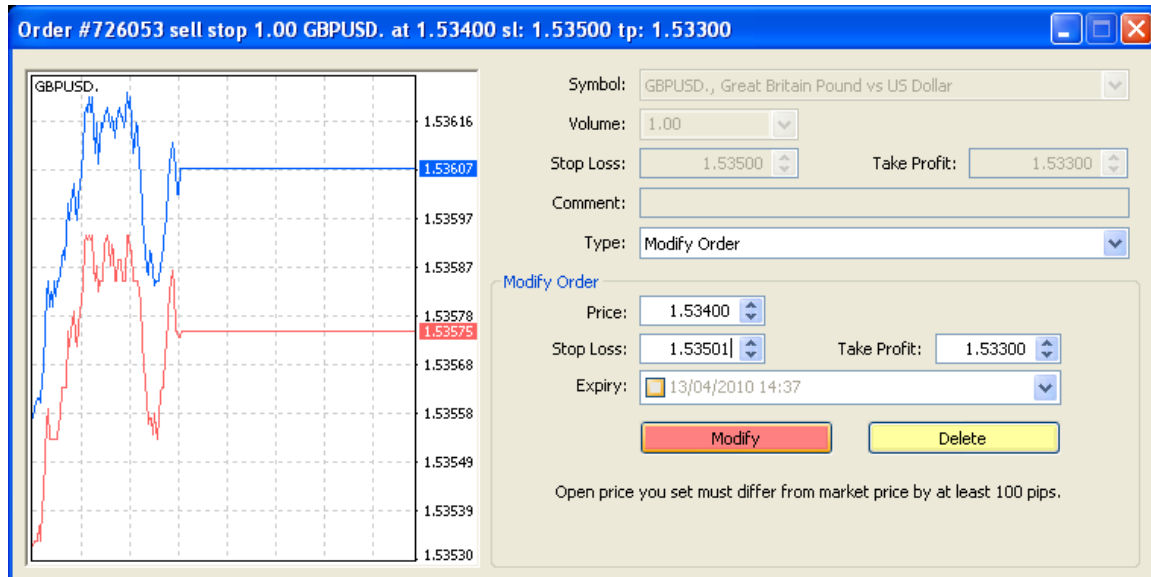 Order #726053 sell stop 1.00 GBPUSD. at 1.53400 sl: 1.53500 tp: 1.53300
GBPUSD.
1.53616
1.53607
1.53597
1.53587
1.53578
1.53575
1.53568
1.53558
1.53549
1.53539
1.53530
Symbol: GBPUSD., Great Britain Pound vs US Dollar
Volume: 1.00
Stop Loss: 1.53500 Take Profit: 1.53300
Comment:
Type: Modify Order
Modify Order
Price: 1.53400
Stop Loss: 1.53501 Take Profit: 1.53300
Expiry: 13/04/2010 14:37
Modify Delete
Open price you set must differ from market price by at least 100 pips.